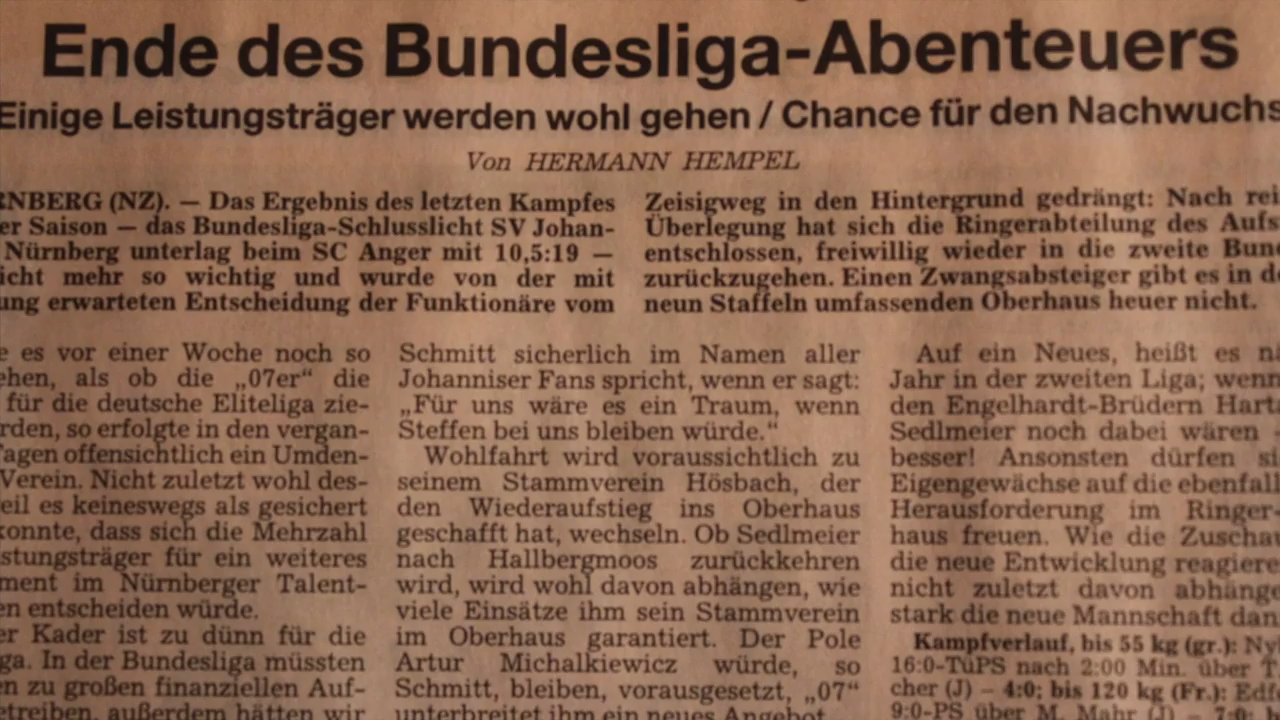 Ende des Bundesliga-Abenteuers
Einige Leistungsträger werden wohl gehen / Chance für den Nachwuchs
Von HERMANN HEMPEL
RNBERG (NZ). — Das Ergebnis des letzten Kampfes
er Saison — das Bundesliga-Schlusslicht SV Johan-
Nürnberg unterlag beim SC Anger mit 10,5:19 —
icht mehr so wichtig und wurde von der mit
ung erwarteten Entscheidung der Funktionäre vom
Zeisigweg in den Hintergrund gedrängt: Nach rei
Überlegung hat sich die Ringerabteilung des Aufs
entschlossen, freiwillig wieder in die zweite Bund
zurückzugehen. Einen Zwangsabsteiger gibt es in d
neun Staffeln umfassenden Oberhaus heuer nicht.
e es vor einer Woche noch so
ehen, als ob die „07er“ die
für die deutsche Eliteliga zie-
rden, so erfolgte in den vergan-
Tagen offensichtlich ein Umden-
Verein. Nicht zuletzt wohl des-
eil es keineswegs als gesichert
konnte, dass sich die Mehrzahl
stungsträger für ein weiteres
ment im Nürnberger Talent-
en entscheiden würde.
er Kader ist zu dünn für die
ga. In der Bundesliga müssten
n zu großen finanziellen Auf-
etreiben, außerdem hätten wir
Schmitt sicherlich im Namen aller
Johanniser Fans spricht, wenn er sagt:
„Für uns wäre es ein Traum, wenn
Steffen bei uns bleiben würde.“
Wohlfahrt wird voraussichtlich zu
seinem Stammverein Hösbach, der
den Wiederaufstieg ins Oberhaus
geschafft hat, wechseln. Ob Sedlmeier
nach Hallbergmoos zurückkehren
wird, wird wohl davon abhängen, wie
viele Einsätze ihm sein Stammverein
im Oberhaus garantiert. Der Pole
Artur Michalkiewicz würde, so
Schmitt, bleiben, vorausgesetzt, „07“
unterbreitet ihm ein neues Angebot.
Auf ein Neues, heißt es nä
Jahr in der zweiten Liga; wenn
den Engelhardt-Brüdern Hart
Sedlmeier noch dabei wären
besser! Ansonsten dürfen si
Eigengewächse auf die ebenfall
Herausforderung im Ringer-
haus freuen. Wie die Zuschau
die neue Entwicklung reagiere
nicht zuletzt davon abhänge
stark die neue Mannschaft dan
Kampfverlauf, bis 55 kg (gr.): Ny
16:0-TüPS nach 2:00 Min. über T
cher (J) – 4:0; bis 120 kg (Fr.): Edf
9:0-PS über M. Mahr (J) 7:0;